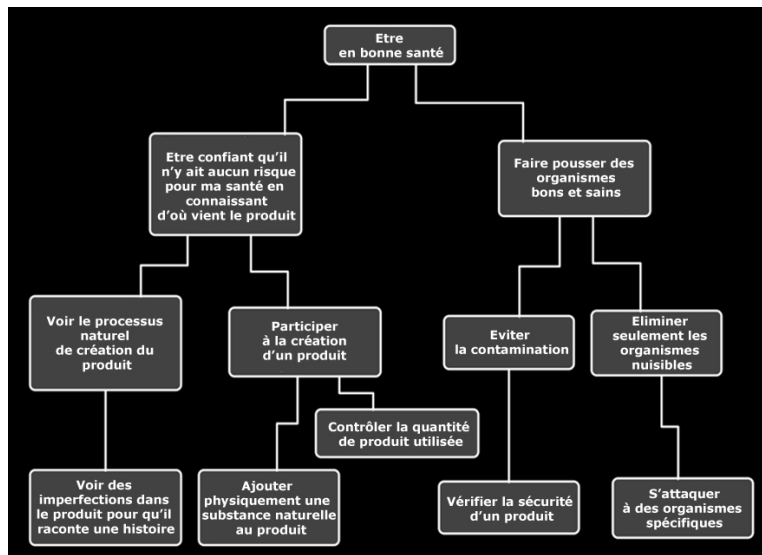 Etre
en bonne santé
Etre confiant qu'il
n'y ait aucun risque
pour ma santé en
connaissant
d'où vient le produit
Faire pousser des
organismes
bons et sains
Voir le processus
naturel
de création du
produit
Participer
à la création
d'un produit
Eviter
la contamination
Eliminer
seulement les
organismes
nuisibles
Contrôler la quantité
de produit utilisée
Voir des
imperfections dans
le produit pour qu'il
raconte une histoire
Ajouter
physiquement une
substance naturelle
au produit
Vérifier la sécurité
d'un produit
S'attaquer
à des organismes
spécifiques